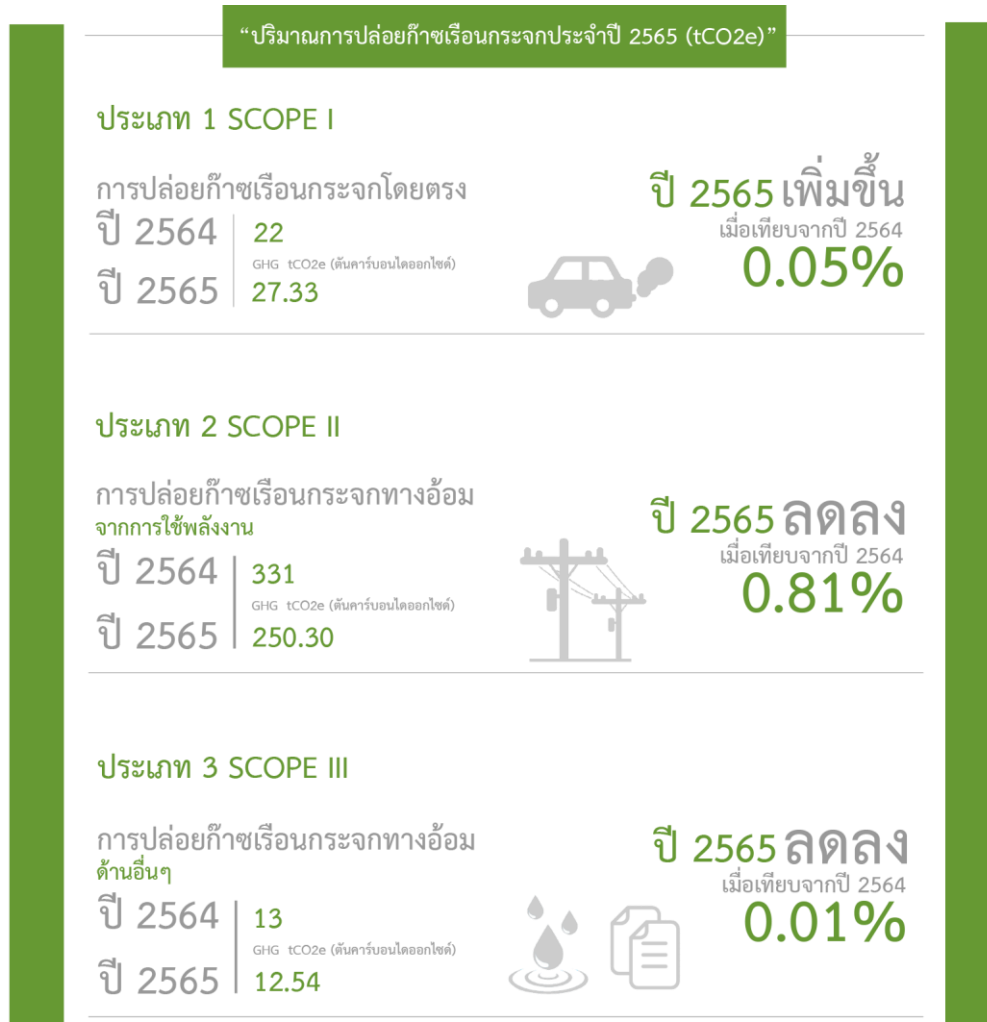 “ปริมาณการปล่อยก๊าซเรือนกระจกประจำปี 2565 (tCO2e)”
ประเภท 1 SCOPE I
การปล่อยก๊าซเรือนกระจกโดยตรง
ปี 2564
22
GHG tCO2e (ตันคาร์บอนไดออกไซด์)
ปี 2565
27.33
ปี 2565 เพิ่มขึ้น
เมื่อเทียบจากปี 2564
0.05%
ประเภท 2 SCOPE II
การปล่อยก๊าซเรือนกระจกทางอ้อม
จากการใช้พลังงาน
ปี 2564
331
GHG tCO2e (ตันคาร์บอนไดออกไซด์)
ปี 2565
250.30
ปี 2565 ลดลง
เมื่อเทียบจากปี 2564
0.81%
ประเภท 3 SCOPE III
การปล่อยก๊าซเรือนกระจกทางอ้อม
ด้านอื่นๆ
ปี 2564
13
GHG tCO2e (ตันคาร์บอนไดออกไซด์)
ปี 2565
12.54
ปี 2565 ลดลง
เมื่อเทียบจากปี 2564
0.01%